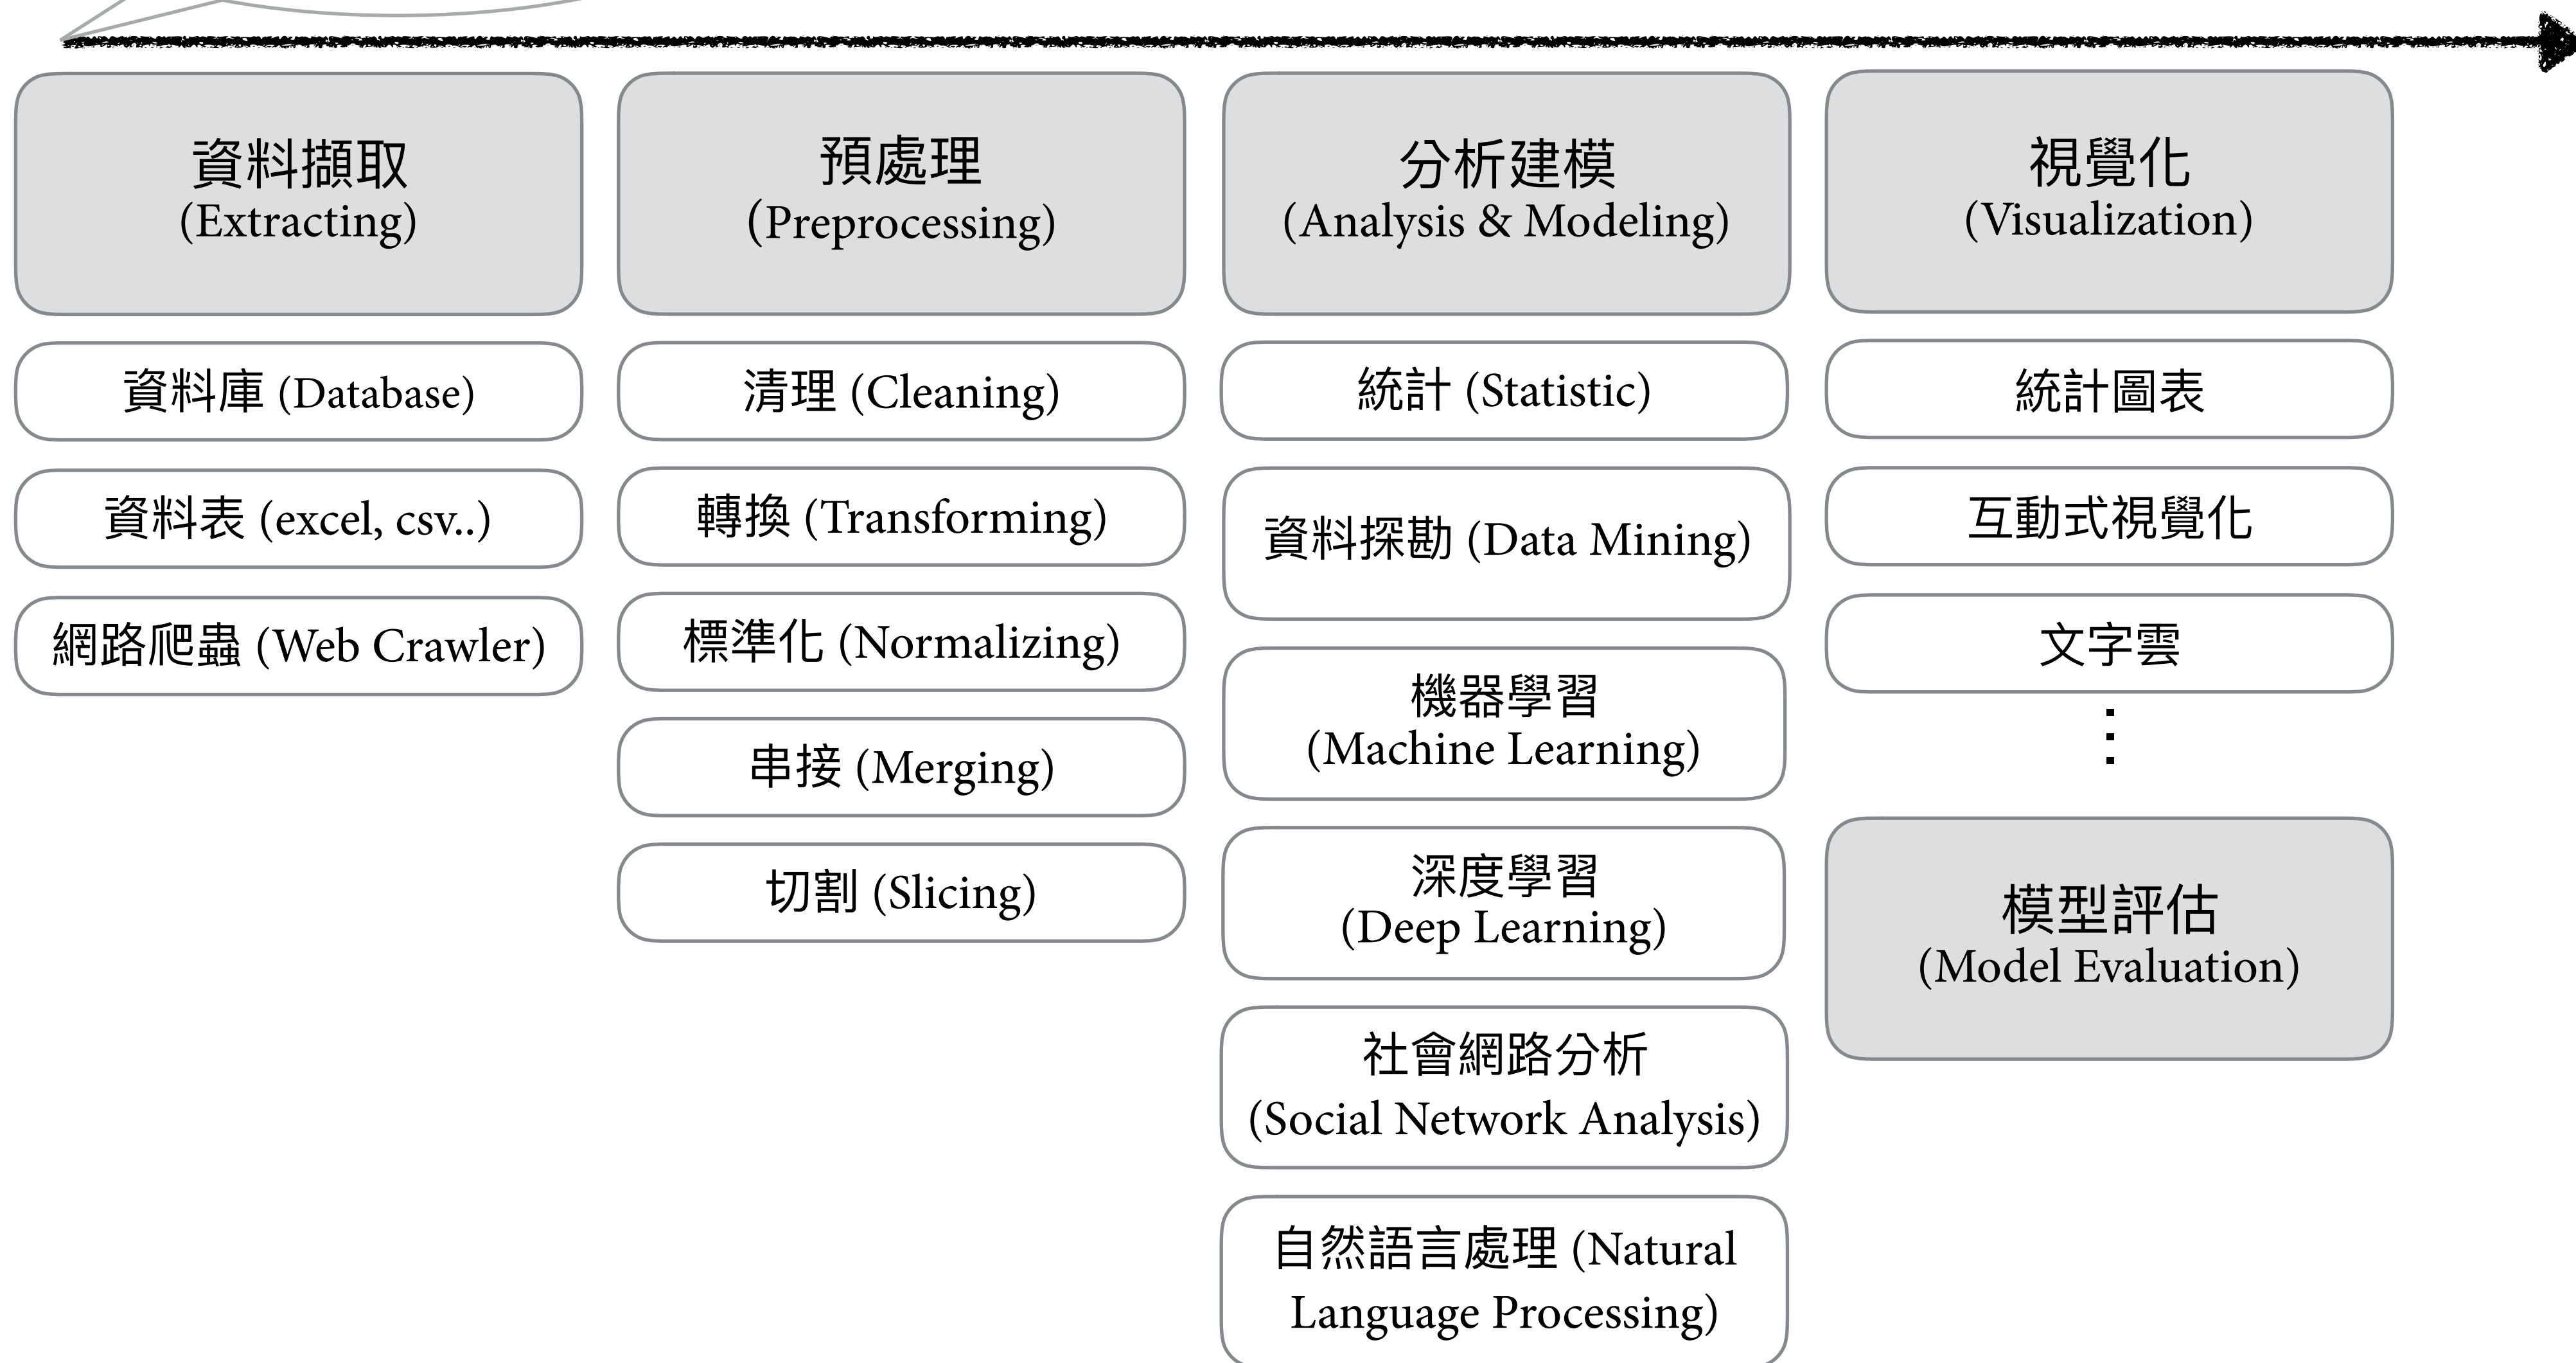 資料擷取
(Extracting)
資料庫 (Database)
資料表 (excel, csv..)
網路爬蟲 (Web Crawler)
預處理
(Preprocessing)
清理 (Cleaning)
轉換 (Transforming)
標準化 (Normalizing)
串接 (Merging)
切割 (Slicing)
分析建模
(Analysis & Modeling)
統計 (Statistic)
資料探勘 (Data Mining)
機器學習
(Machine Learning)
深度學習
(Deep Learning)
社會網路分析
(Social Network Analysis)
自然語言處理 (Natural
Language Processing)
視覺化
(Visualization)
統計圖表
互動式視覺化
文字雲
⋮
模型評估
(Model Evaluation)